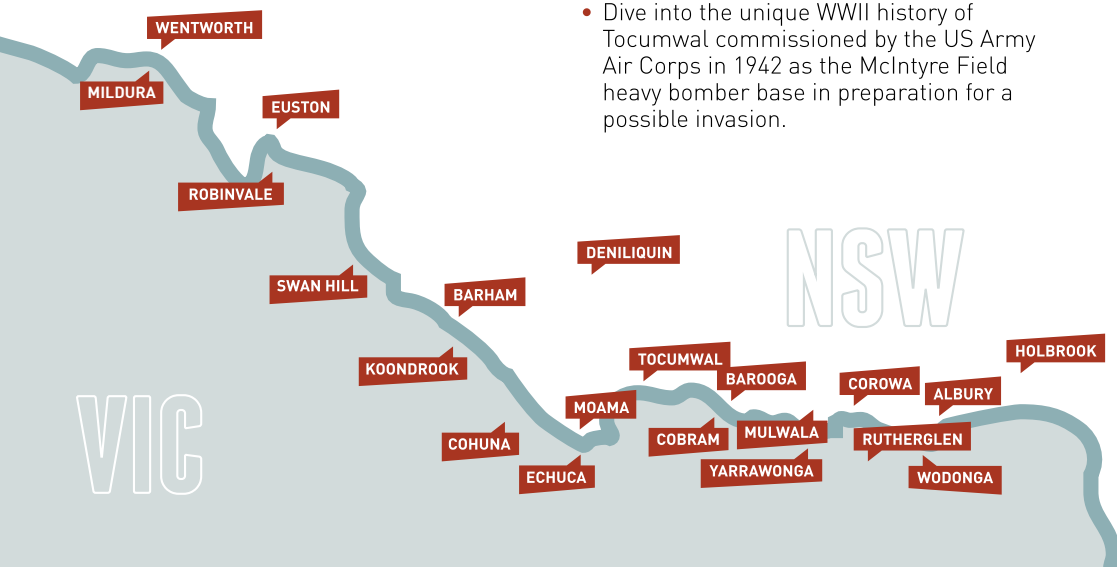 • Dive into the unique WWII history of
Tocumwal commissioned by the US Army
Air Corps in 1942 as the McIntyre Field
heavy bomber base in preparation for a
possible invasion.
WENTWORTH
MILDURA
EUSTON
ROBINVALE
DENILIQUIN
NSW
SWAN HILL
BARHAM
KOONDROOK
TOCUMWAL
BAROOGA
COROWA
HOLBROOK
ALBURY
VIC
MOAMA
COHUNA
ECHUCA
COBRAM
MULWALA
YARRAWONGA
RUTHERGLEN
WODONGA